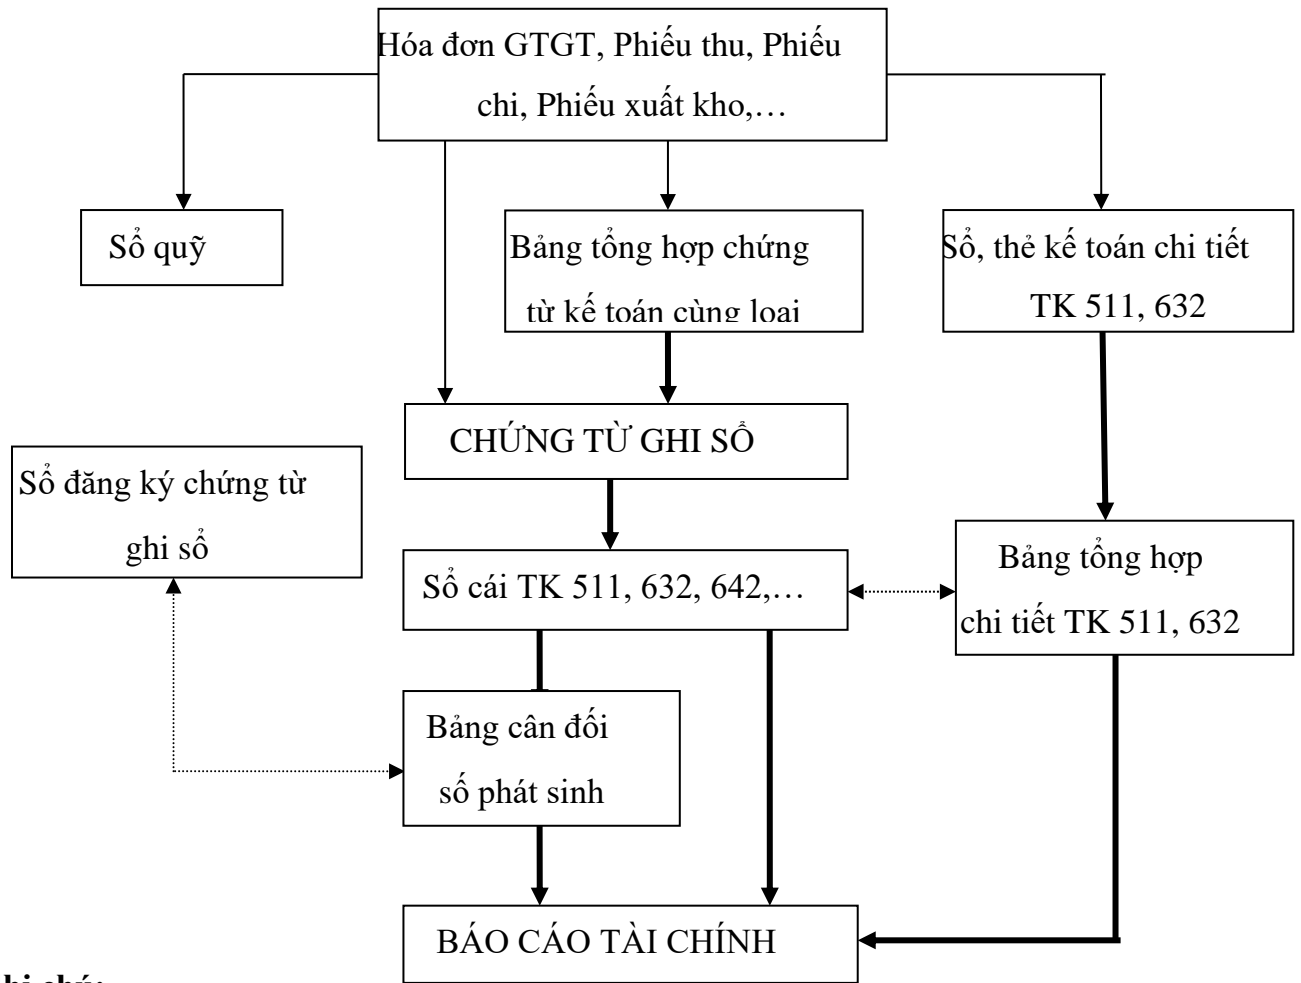 Hóa đơn GTGT, Phiếu thu, Phiếu
chi, Phiếu xuất kho,…
Sổ quỹ
Bảng tổng hợp chứng
từ kế toán cùng loại
Sổ, thẻ kế toán chi tiết
TK 511, 632
CHỨNG TỪ GHI SỔ
Sổ đăng ký chứng từ
ghi sổ
Sổ cái TK 511, 632, 642,…
Bảng tổng hợp
chi tiết TK 511, 632
Bảng cân đối
số phát sinh
BÁO CÁO TÀI CHÍNH